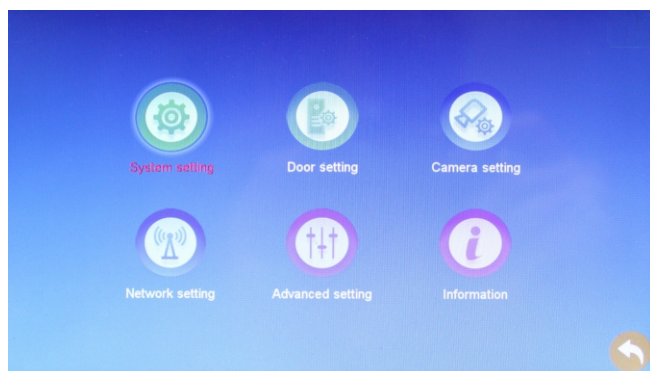 System setting
Door setting
Camera setting
Network setting
Advanced setting
Information